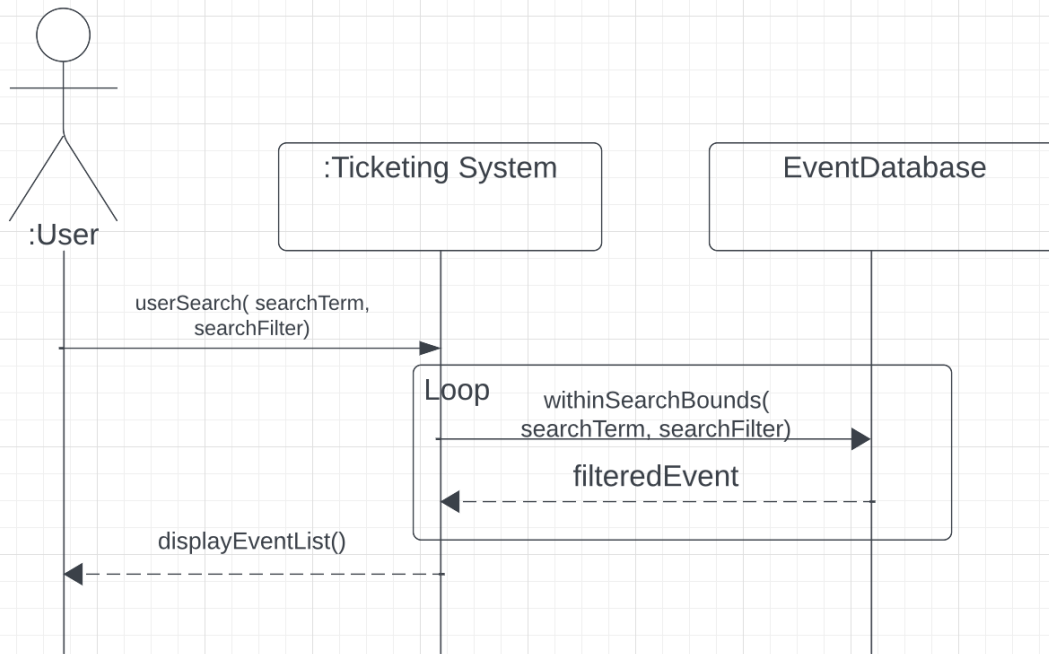 :User
:Ticketing System
EventDatabase
userSearch( searchTerm,
searchFilter)
Loop
withinSearchBounds(
searchTerm, searchFilter)
filteredEvent
displayEventList()